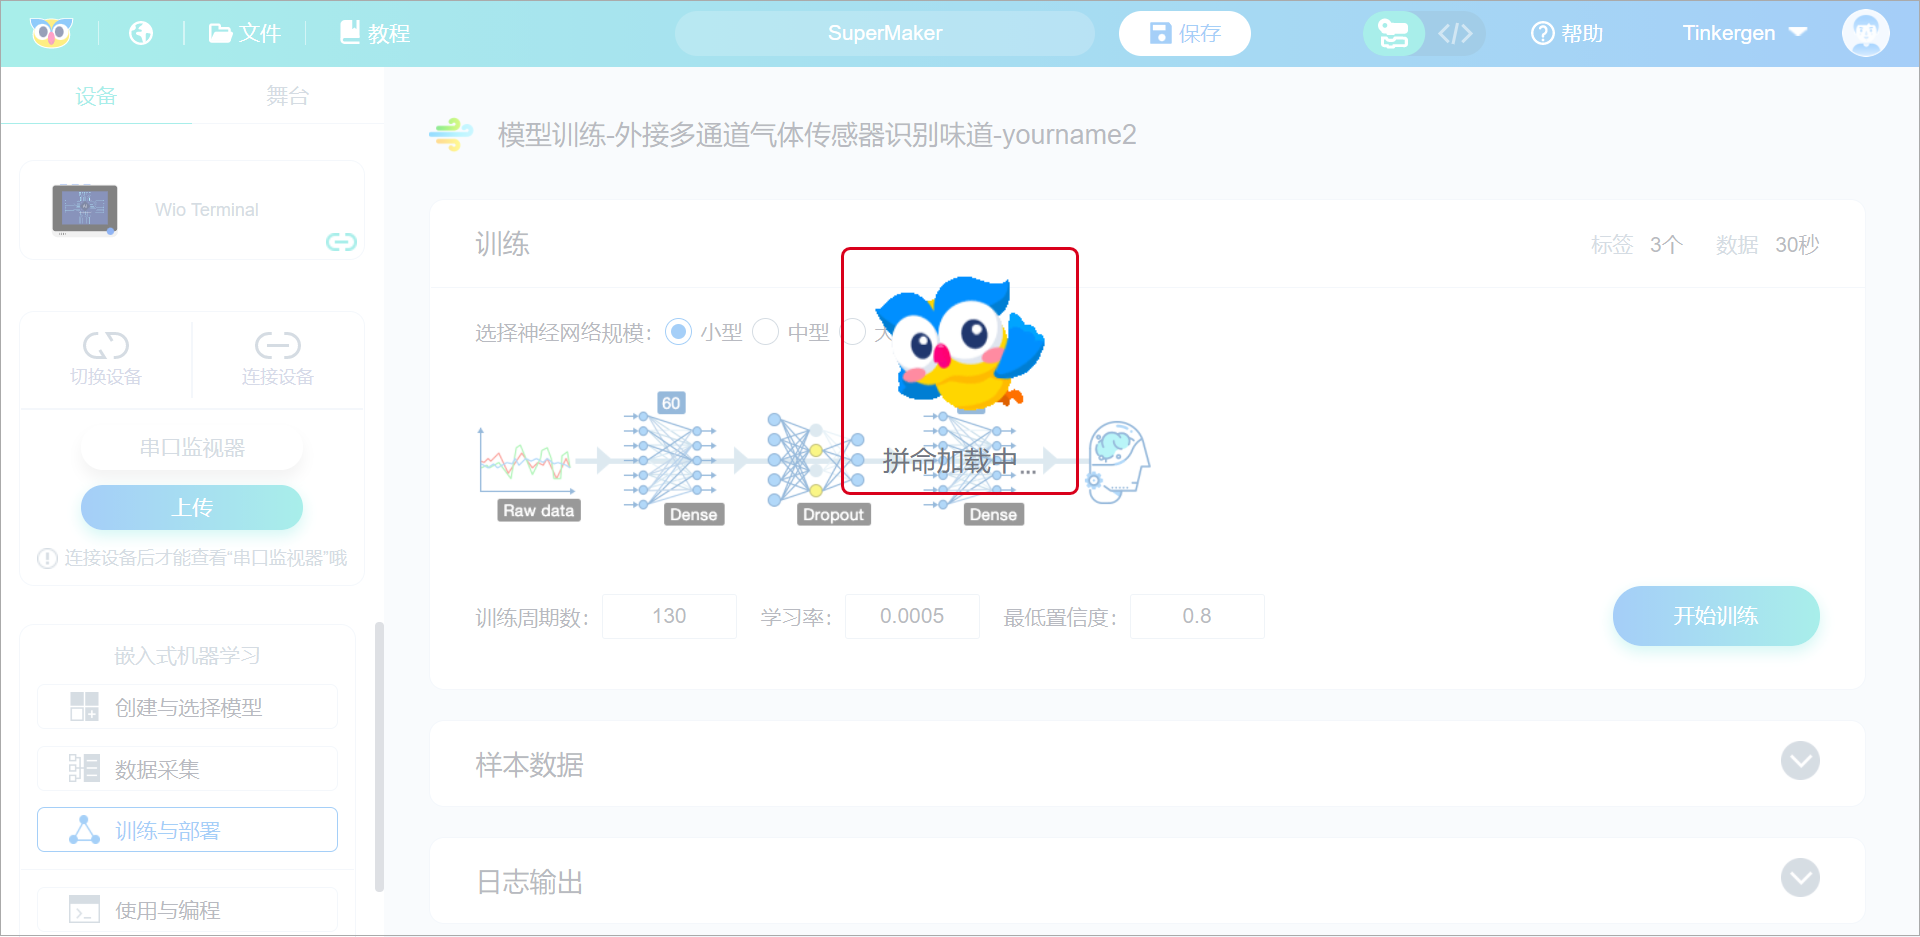 文件
教程
SuperMaker
保存
</>
帮助
Tinkergen
设备
舞台
Wio Terminal
切换设备
连接设备
串口监视器
上传
连接设备后才能查看“串口监视器”哦
嵌入式机器学习
创建与选择模型
数据采集
训练与部署
使用与编程
模型训练-外接多通道气体传感器识别味道-yourname2
训练
标签 3个 数据 30秒
选择神经网络规模： 小型 中型 大
60
拼命加载中...
Raw data
Dense
Dropout
Dense
训练周期数： 130 学习率： 0.0005 最低置信度： 0.8
开始训练
样本数据
日志输出